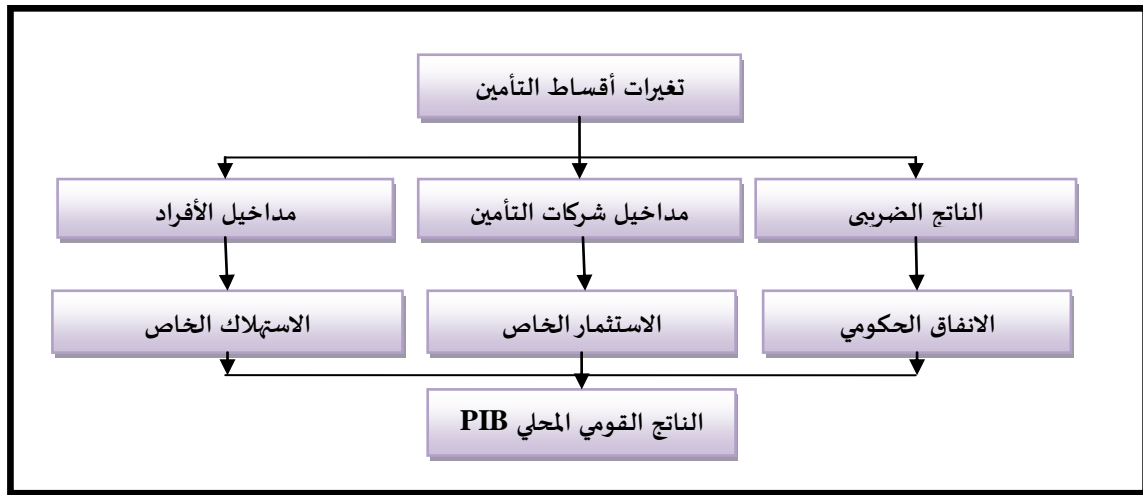 تغيرات أقساط التأمين
الناتج الضريبي
مداخيل شركات التأمين
مداخيل الأفراد
الانفاق الحكومي
الاستثمار الخاص
الاستهلاك الخاص
الناتج القومي المحلي PIB